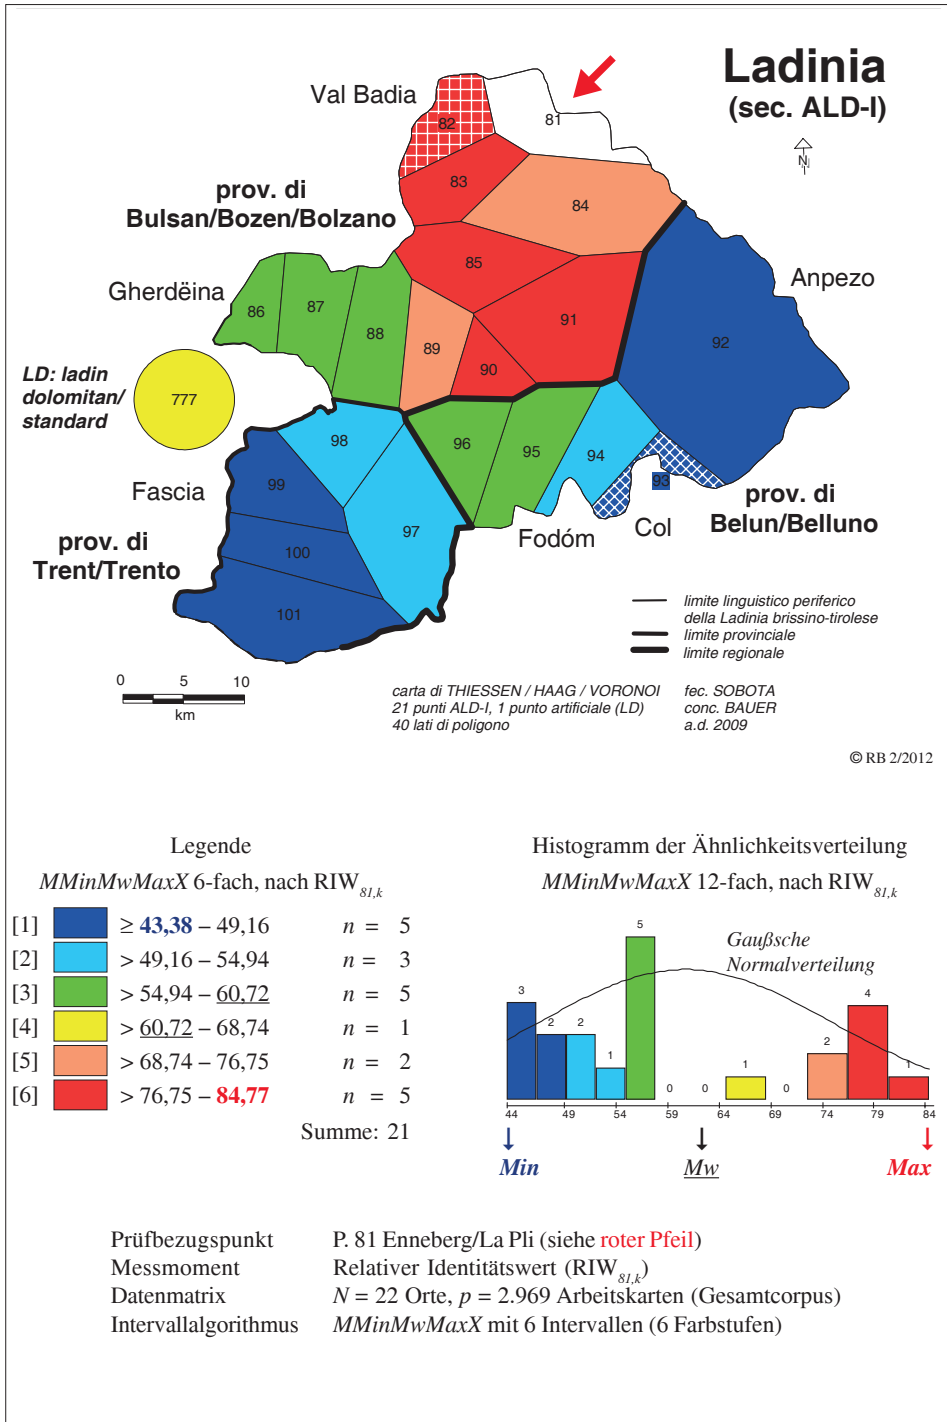 Ladinia
(sec. ALD-I)
N
Val Badia
81
82
83
prov. di
Bulsan/Bozen/Bolzano
84
85
Anpezo
Gherdëina
86
87
88
89
90
91
92
LD: ladin
dolomitan/
standard
777
98
96
95
94
93
Fascia
99
prov. di
Belun/Belluno
Col
Fodóm
97
prov. di
Trent/Trento
100
101
limite linguistico periferico
della Ladinia brissino-tirolese
limite provinciale
limite regionale
0 5 10
km
carta di THIESSEN / HAAG / VORONOI
21 punti ALD-I, 1 punto artificiale (LD)
40 lati di poligono
fec. SOBOTA
conc. BAUER
a.d. 2009
© RB 2/2012
Legende
MMinMwMaxX 6-fach, nach RIW81,k
[1] ≥ 43,38 – 49,16 n = 5
[2] > 49,16 – 54,94 n = 3
[3] > 54,94 – 60,72 n = 5
[4] > 60,72 – 68,74 n = 1
[5] > 68,74 – 76,75 n = 2
[6] > 76,75 – 84,77 n = 5
Summe: 21
Histogramm der Ähnlichkeitsverteilung
MMinMwMaxX 12-fach, nach RIW81,k
Gaußsche
Normalverteilung
3 2 2 1 5 0 0 1 0 2 4 1
44 49 54 59 64 69 74 79 84
Min Mw Max
Prüfbezugspunkt P. 81 Enneberg/La Pli (siehe roter Pfeil)
Messmoment Relativer Identitätswert (RIW81,k)
Datenmatrix N = 22 Orte, p = 2.969 Arbeitskarten (Gesamtcorpus)
Intervallalgorithmus MMinMwMaxX mit 6 Intervallen (6 Farbstufen)